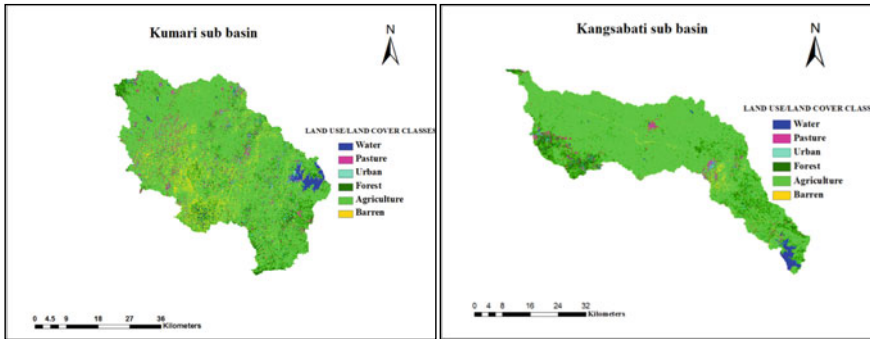 Kumari sub basin
N
LAND USE/LAND COVER CLASSES
Water
Pasture
Urban
Forest
Agriculture
Barren
0 4.5 9 18 27 36
Kilometers
Kangsabati sub basin
N
LAND USE/LAND COVER CLASSES
Water
Pasture
Urban
Forest
Agriculture
Barren
0 4 8 16 24 32
Kilometers